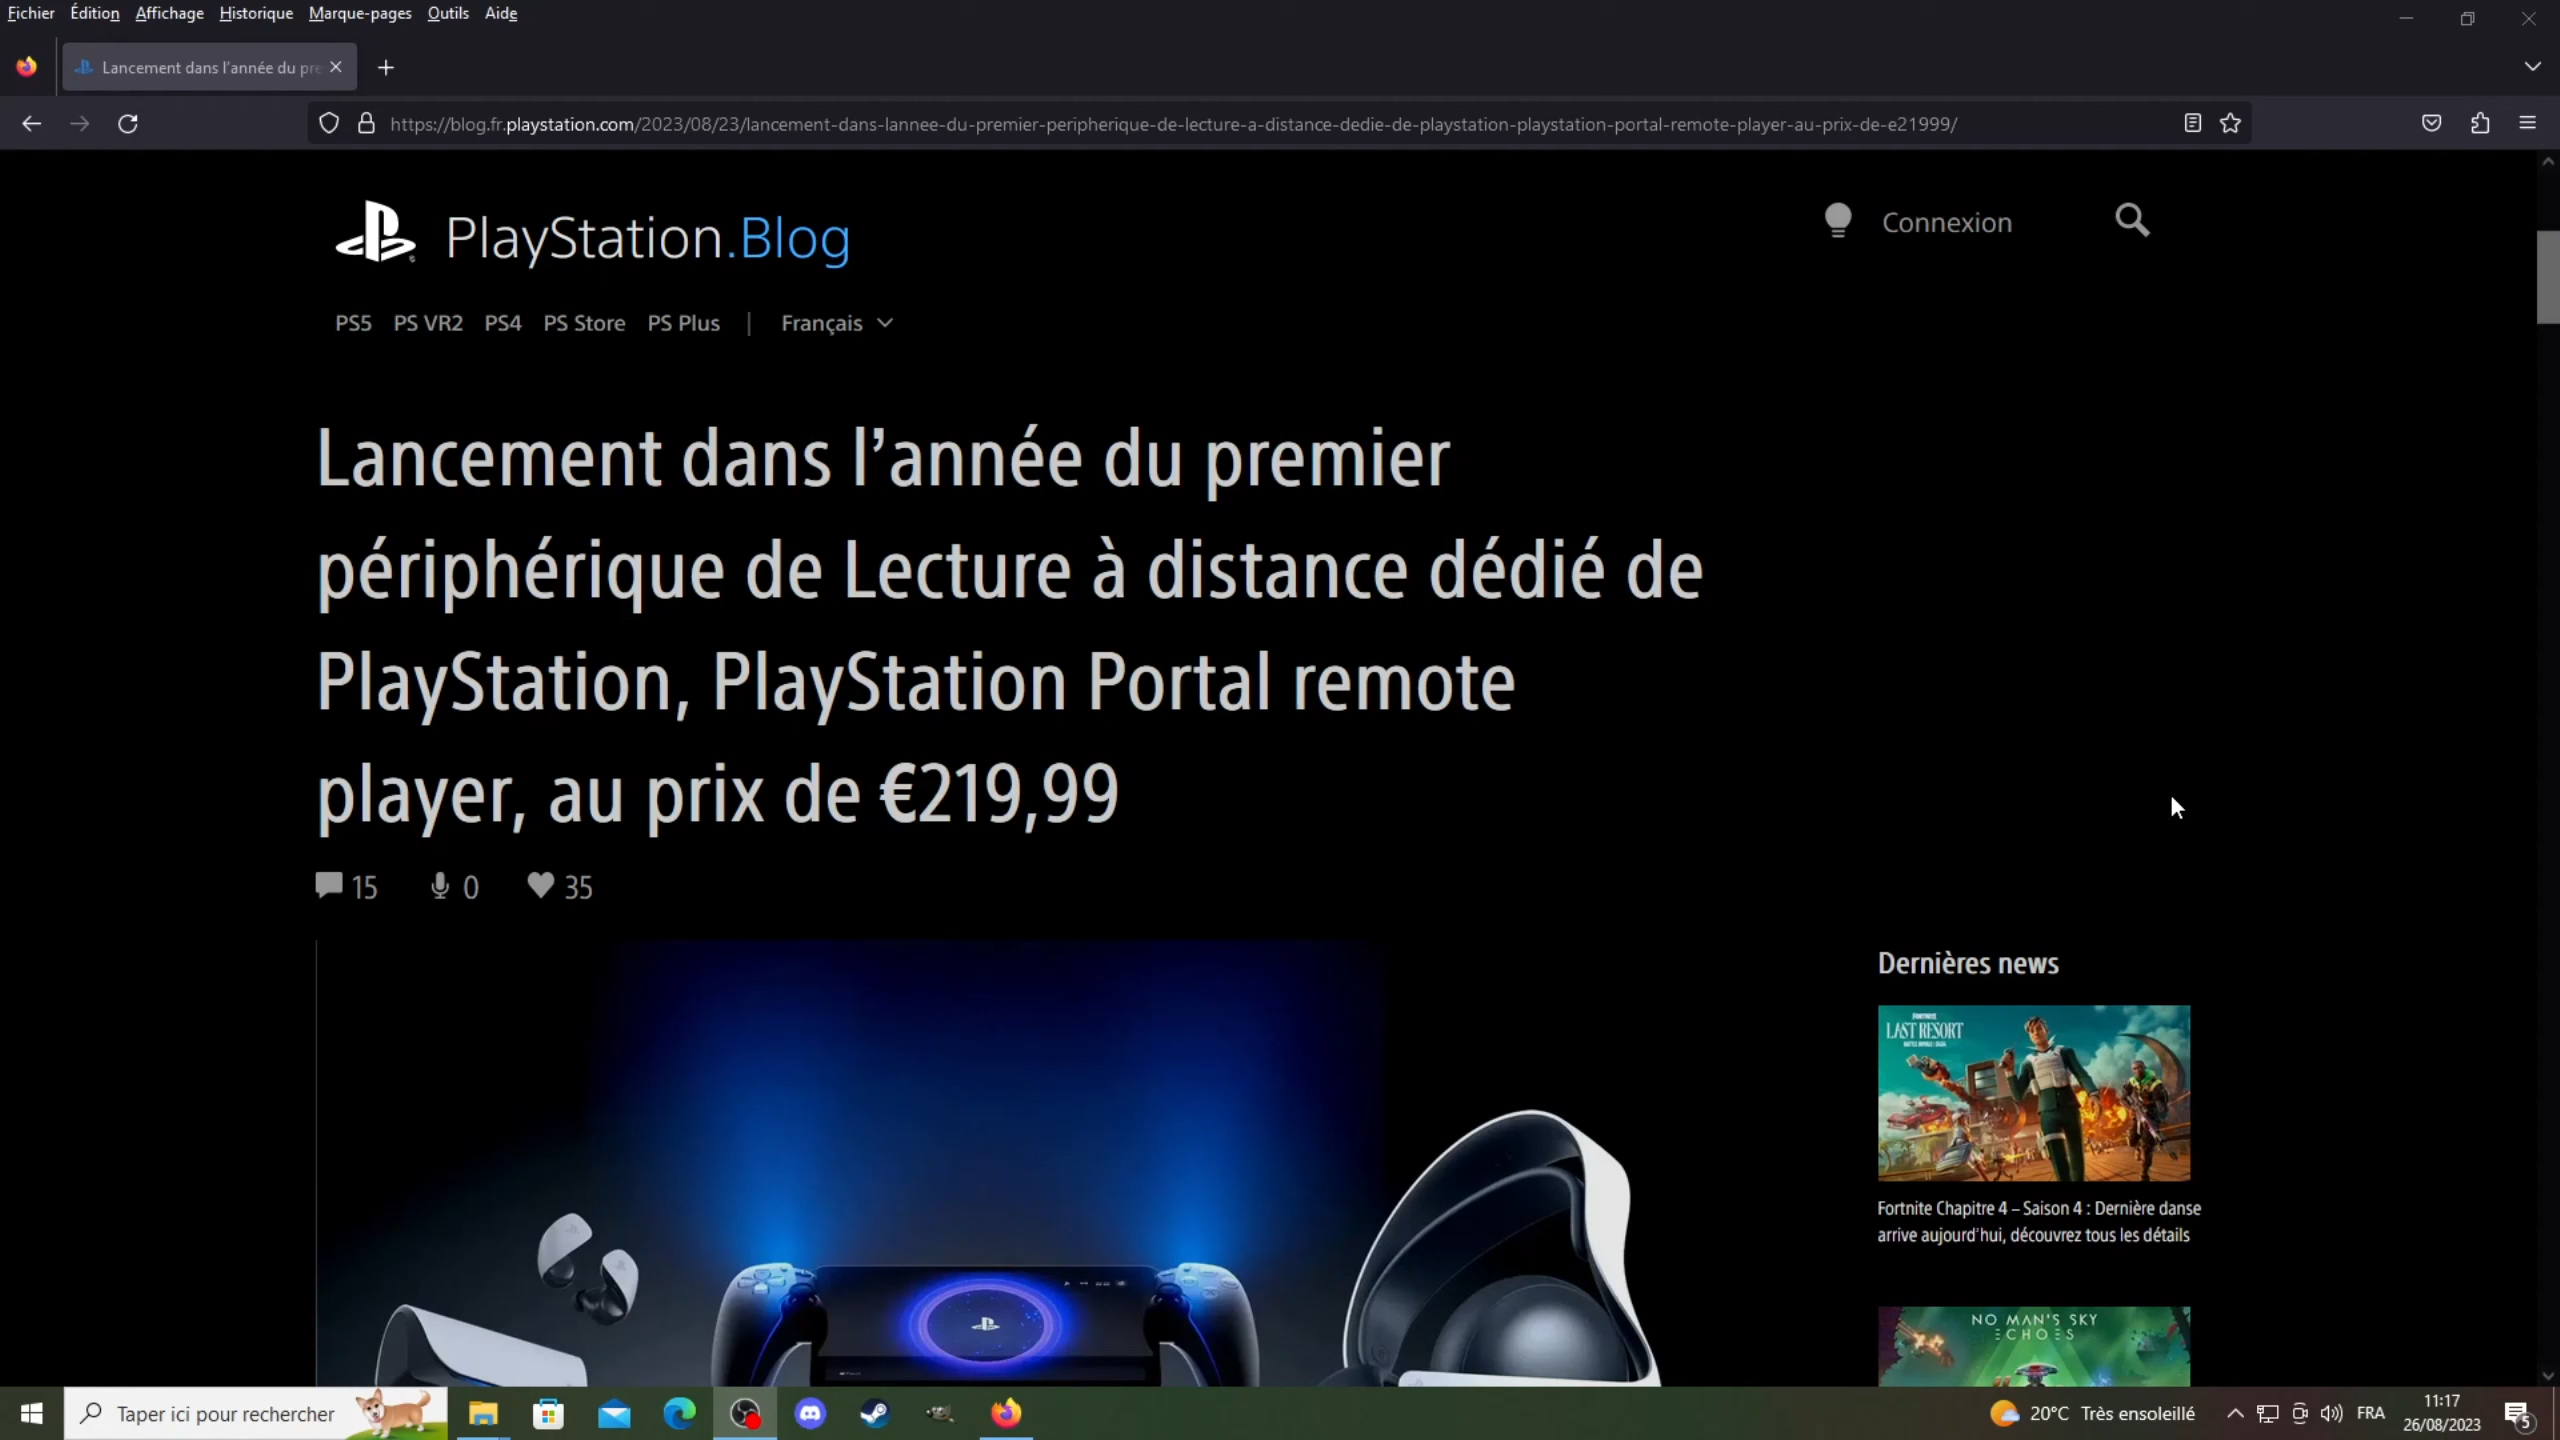 Fichier Édition Affichage Historique Marque-pages Outils Aide
Lancement dans l'année du pre
https://blog.fr.playstation.com/2023/08/23/lancement-dans-lannee-du-premier-peripherique-de-lecture-a-distance-dedie-de-playstation-playstation-portal-remote-player-au-prix-de-e21999/
PlayStation.Blog
Connexion
PS5 PS VR2 PS4 PS Store PS Plus | Français
Lancement dans l’année du premier
périphérique de Lecture à distance dédié de
PlayStation, PlayStation Portal remote
player, au prix de €219,99
15 0 35
Dernières news
FORTNITE
LAST RESORT
Fortnite Chapitre 4 – Saison 4 : Dernière danse
arrive aujourd’hui, découvrez tous les détails
NO MAN'S SKY
ECHOES
Taper ici pour rechercher
20°C Très ensoleillé
FRA
11:17
26/08/2023
5